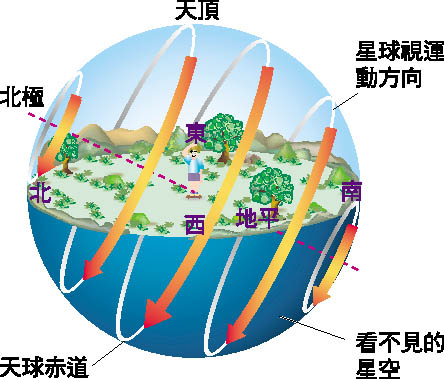 天頂
星球視運
動方向
北極
東
北
南
西
地平
天球赤道
看不見的
星空